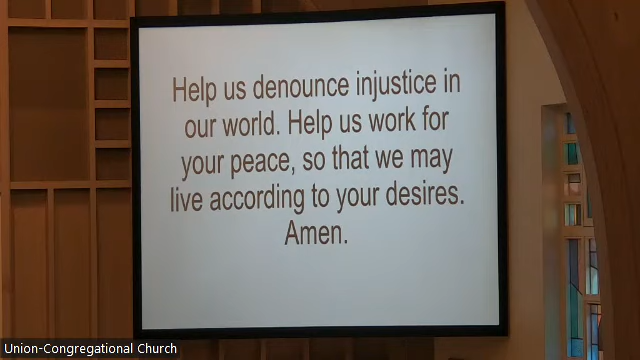 Help us denounce injustice in
our world. Help us work for
your peace, so that we may
live according to your desires.
Amen.
Union-Congregational Church